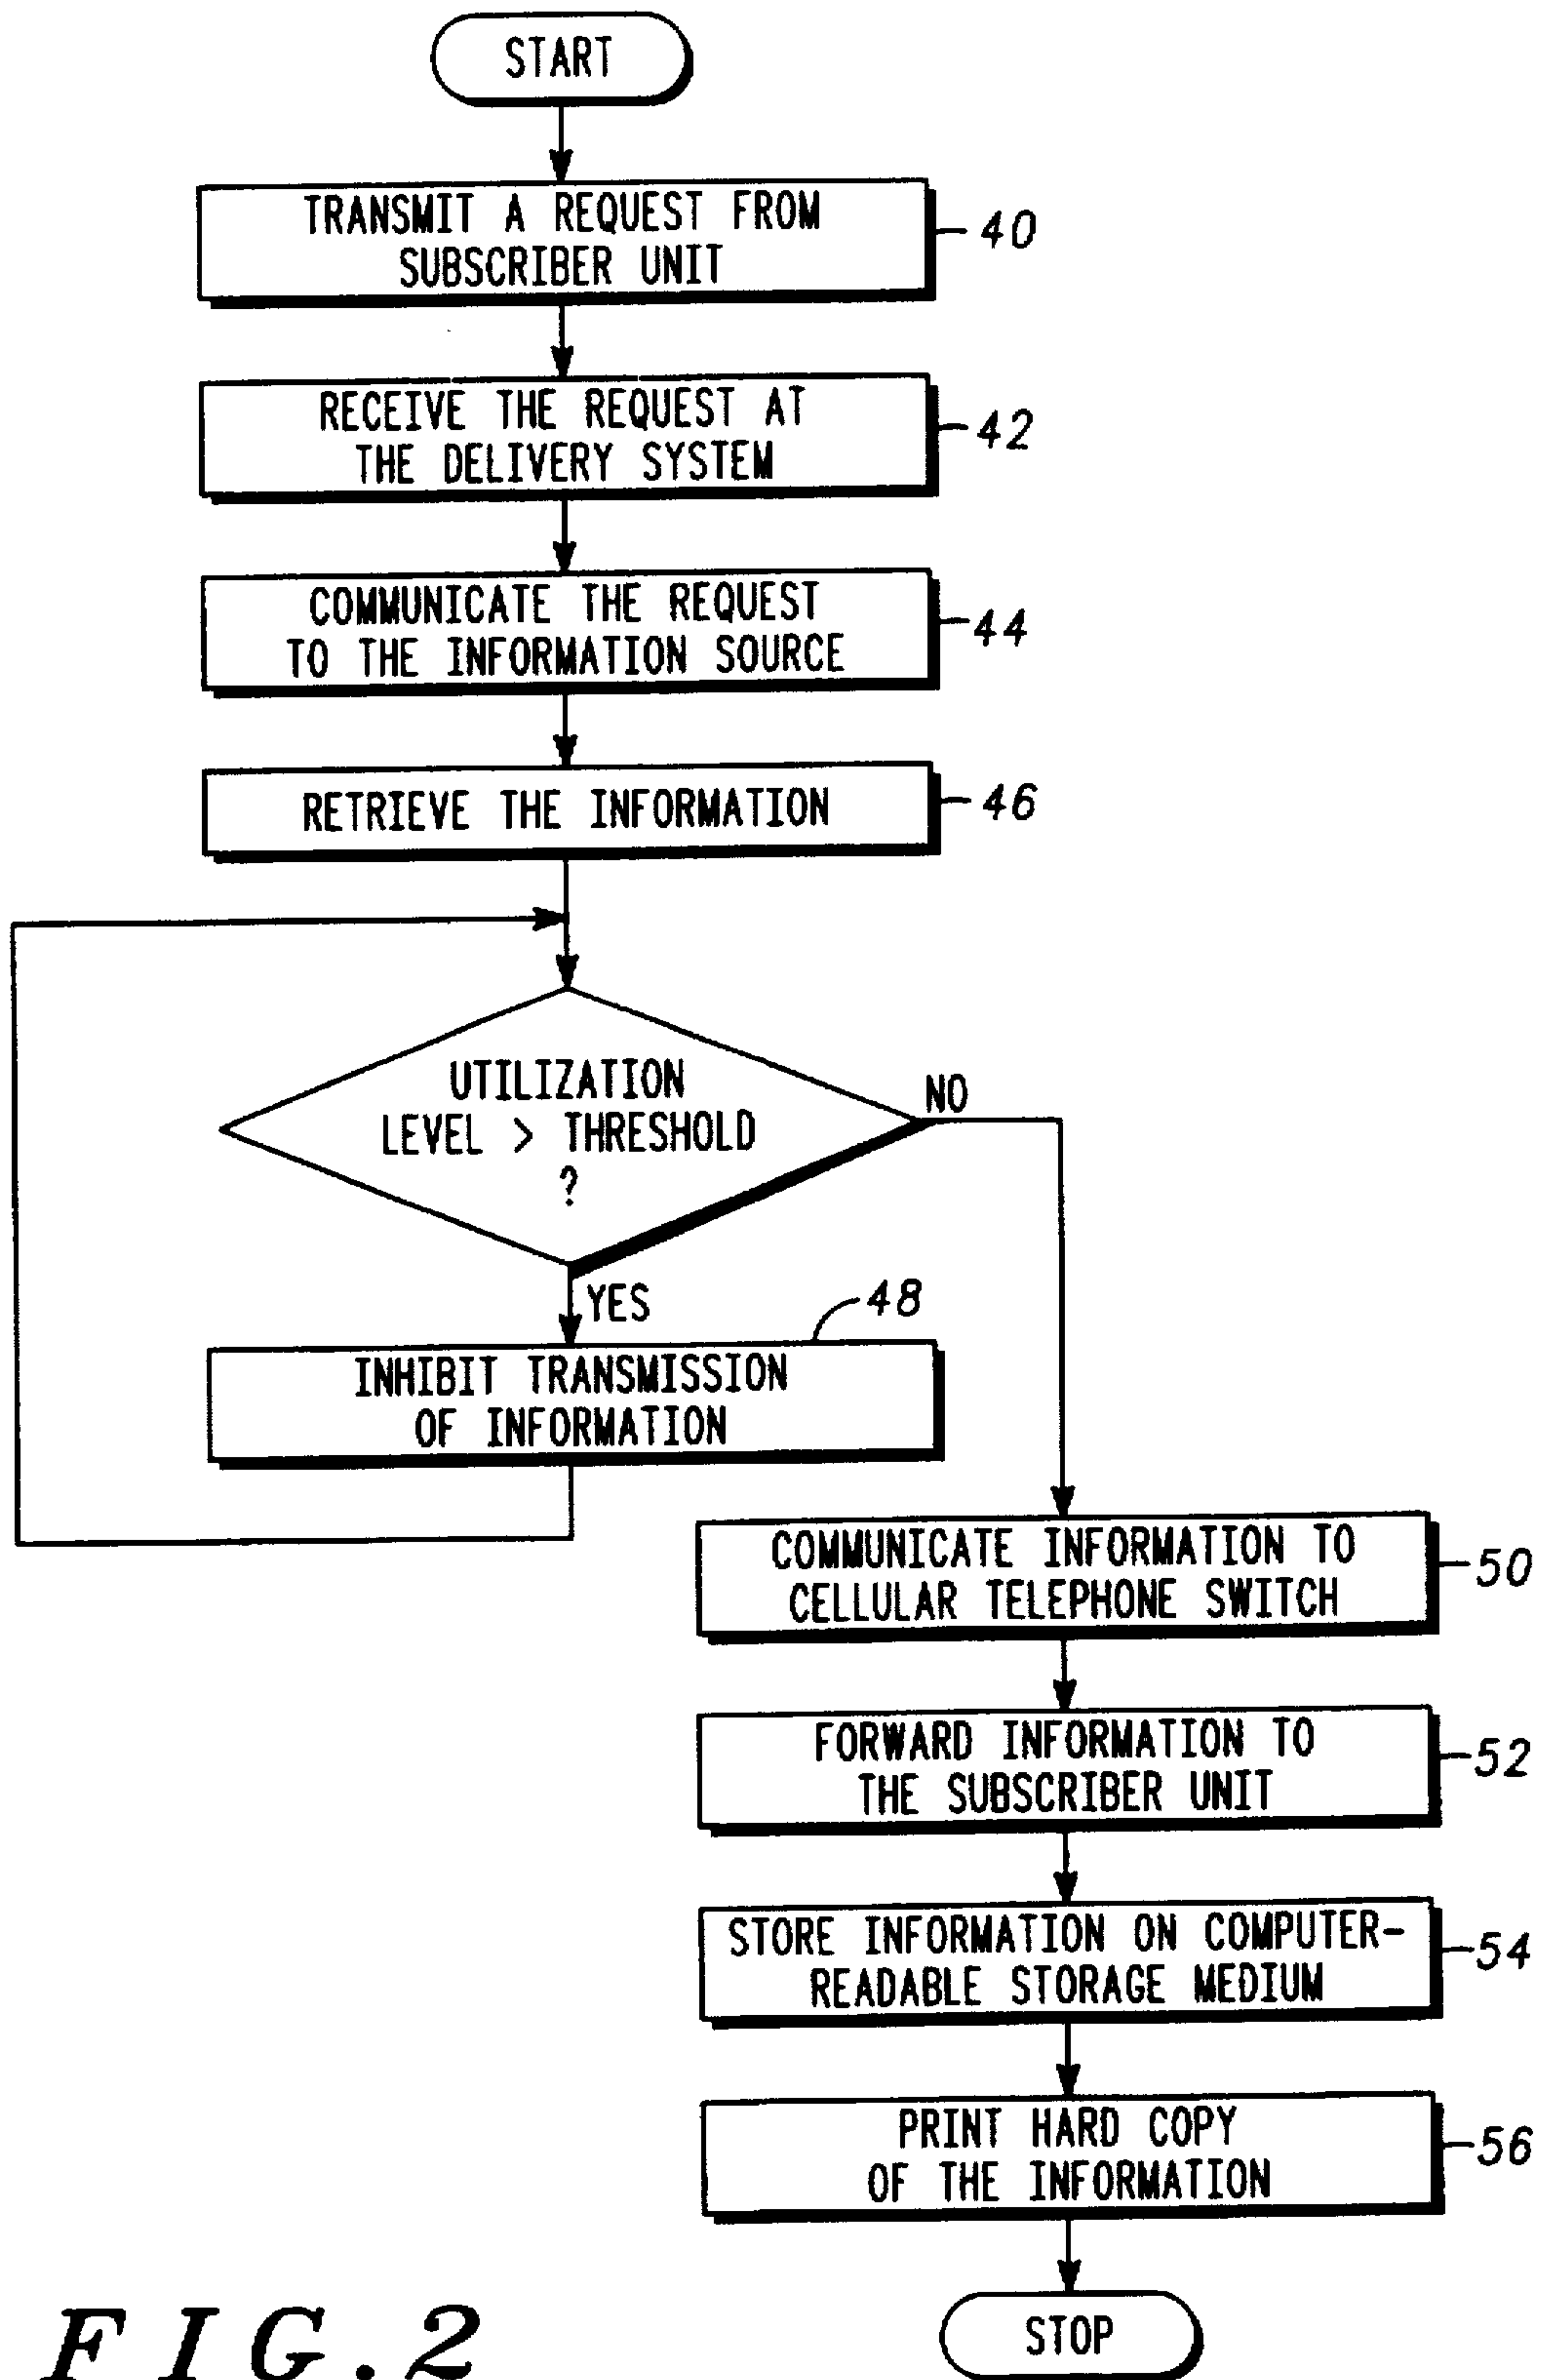 START
TRANSMIT A REQUEST FROM
SUBSCRIBER UNIT
40
RECEIVE THE REQUEST AT
THE DELIVERY SYSTEM
42
COMMUNICATE THE REQUEST
TO THE INFORMATION SOURCE
44
RETRIEVE THE INFORMATION
46
UTILIZATION
LEVEL > THRESHOLD
?
NO
YES
48
INHIBIT TRANSMISSION
OF INFORMATION
COMMUNICATE INFORMATION TO
CELLULAR TELEPHONE SWITCH
50
FORWARD INFORMATION TO
THE SUBSCRIBER UNIT
52
STORE INFORMATION ON COMPUTER-
READABLE STORAGE MEDIUM
54
PRINT HARD COPY
OF THE INFORMATION
56
STOP
FIG.2